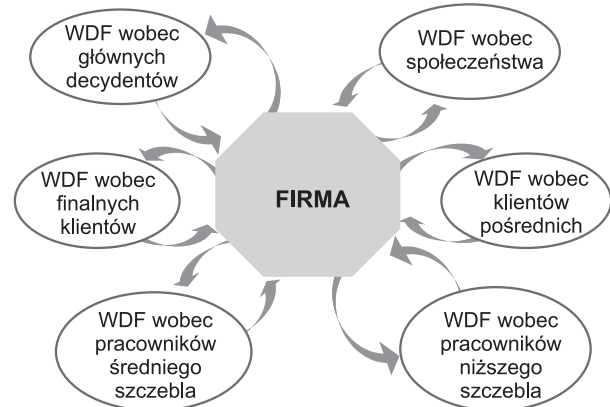 WDF wobec
głównych
decydentów
WDF wobec
społeczeństwa
WDF wobec
finalnych
klientów
FIRMA
WDF wobec
klientów
pośrednich
WDF wobec
pracowników
średniego
szczebla
WDF wobec
pracowników
niższego
szczebla